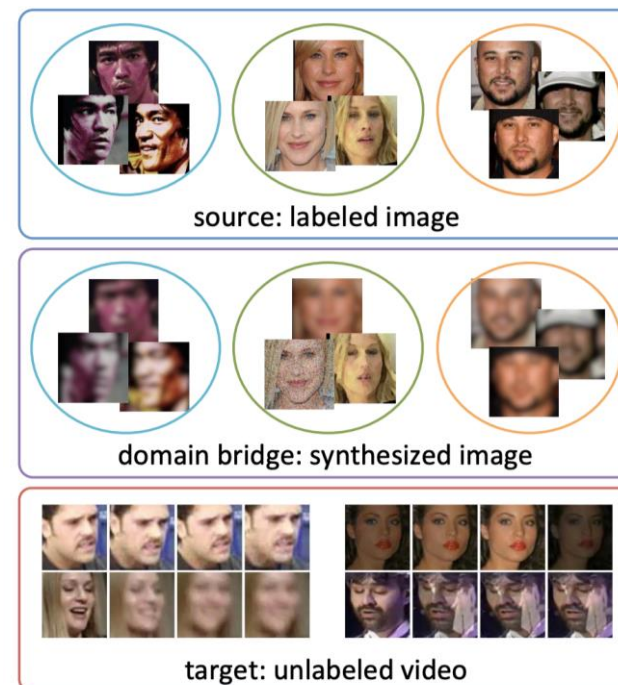 source: labeled image
domain bridge: synthesized image
target: unlabeled video